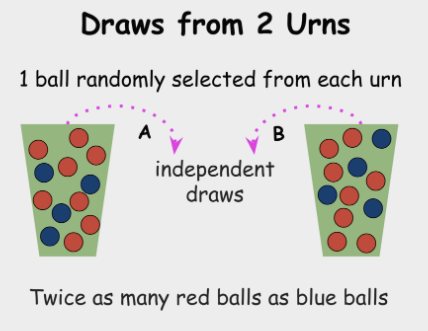 Draws from 2 Urns
1 ball randomly selected from each urn
A
B
independent
draws
Twice as many red balls as blue balls